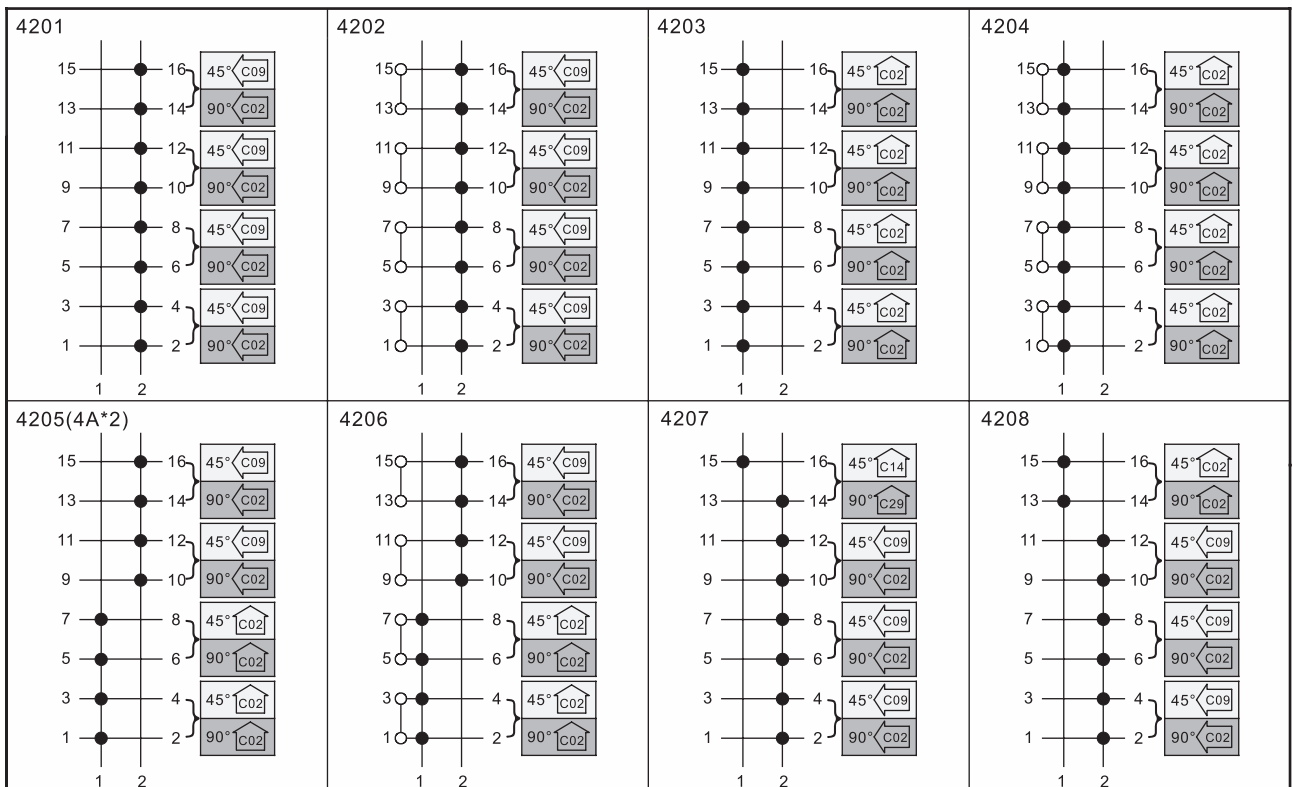 4201
15 16 45° C09
13 14 90° C02
11 12 45° C09
9 10 90° C02
7 8 45° C09
5 6 90° C02
3 4 45° C09
1 2 90° C02
1 2
4202
15 16 45° C09
13 14 90° C02
11 12 45° C09
9 10 90° C02
7 8 45° C09
5 6 90° C02
3 4 45° C09
1 2 90° C02
1 2
4203
15 16 45° C02
13 14 90° C02
11 12 45° C02
9 10 90° C02
7 8 45° C02
5 6 90° C02
3 4 45° C02
1 2 90° C02
1 2
4204
15 16 45° C02
13 14 90° C02
11 12 45° C02
9 10 90° C02
7 8 45° C02
5 6 90° C02
3 4 45° C02
1 2 90° C02
1 2
4205(4A*2)
15 16 45° C09
13 14 90° C02
11 12 45° C09
9 10 90° C02
7 8 45° C02
5 6 90° C02
3 4 45° C02
1 2 90° C02
1 2
4206
15 16 45° C09
13 14 90° C02
11 12 45° C09
9 10 90° C02
7 8 45° C02
5 6 90° C02
3 4 45° C02
1 2 90° C02
1 2
4207
15 16 45° C14
13 14 90° C29
11 12 45° C09
9 10 90° C02
7 8 45° C09
5 6 90° C02
3 4 45° C09
1 2 90° C02
1 2
4208
15 16 45° C02
13 14 90° C02
11 12 45° C09
9 10 90° C02
7 8 45° C09
5 6 90° C02
3 4 45° C09
1 2 90° C02
1 2